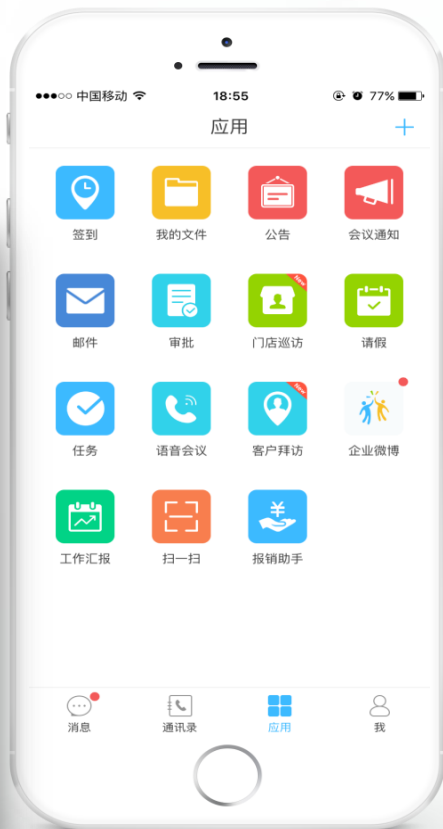 中国移动 18:55 77%
应用
签到 我的文件 公告 会议通知
邮件 审批 门店巡访 请假
New
任务 语音会议 客户拜访 企业微博
New
工作汇报 扫一扫 报销助手
消息 通讯录 应用 我